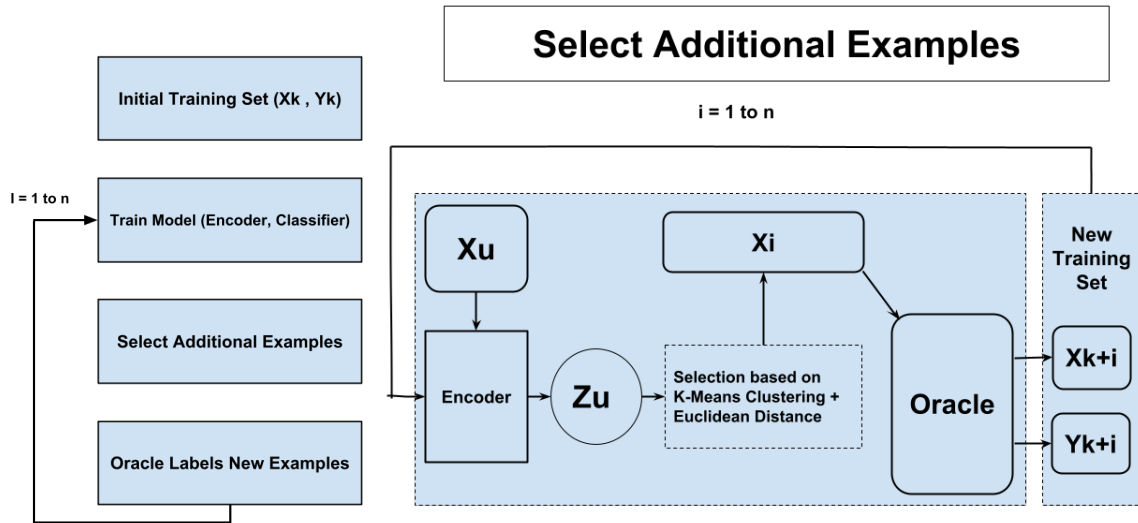 Select Additional Examples
Initial Training Set (Xk , Yk)
I = 1 to n
Train Model (Encoder, Classifier)
Select Additional Examples
Oracle Labels New Examples
i = 1 to n
Xu
Encoder
Zu
Selection based on
K-Means Clustering +
Euclidean Distance
Xi
Oracle
New
Training
Set
Xk+i
Yk+i